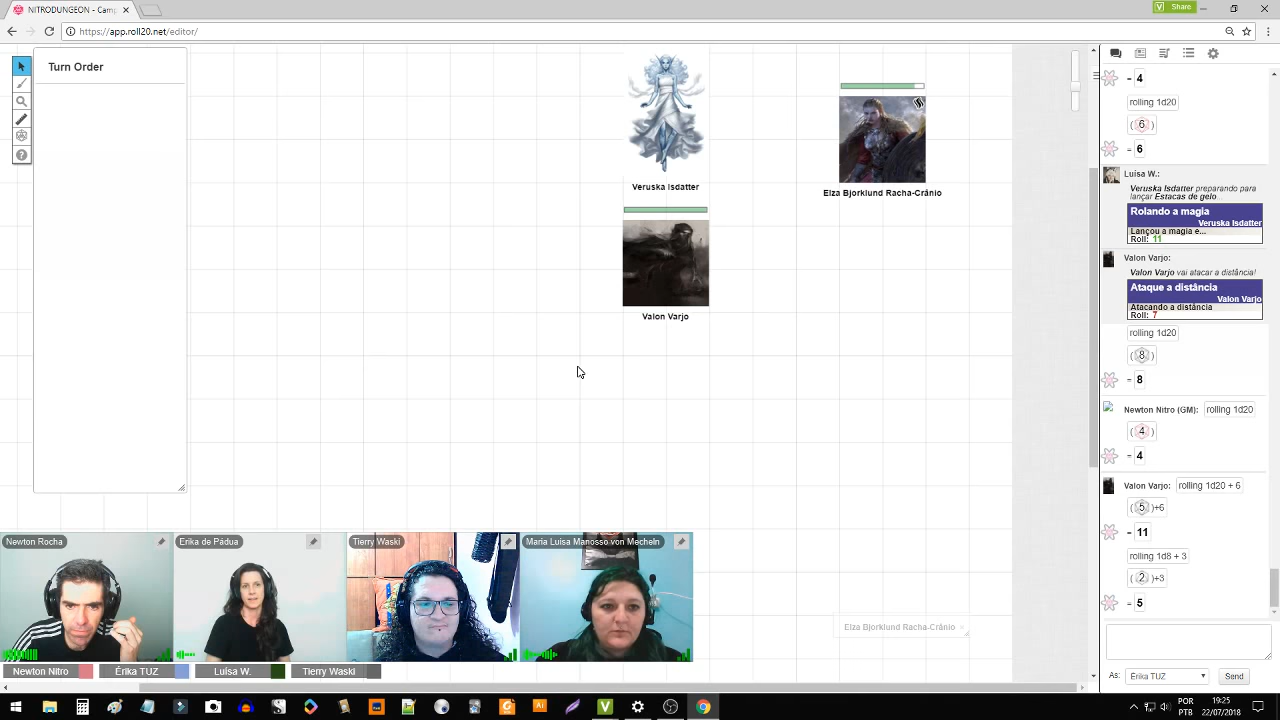 NITRODUNGEON - Camp
Share
https://app.roll20.net/editor/
Turn Order
Veruska Isdatter
Elza Bjorklund Racha-Crânio
Valon Varjo
Newton Rocha
Erika de Pádua
Tierry Waski
Maria Luisa Manosso von Mecheln
Newton Nitro
Érika TUZ
Luísa W.
Tierry Waski
Elza Bjorklund Racha-Crânio ×
= 4
rolling 1d20
(6)
= 6
Luísa W.:
Veruska Isdatter preparando para
lançar Estacas de gelo...
Rolando a magia
Veruska Isdatter
Lançou a magia e...
Roll: 11
Valon Varjo:
Valon Varjo vai atacar a distância!
Ataque a distância
Valon Varjo
Atacando a distância
Roll: 7
rolling 1d20
(8)
= 8
Newton Nitro (GM): rolling 1d20
(4)
= 4
Valon Varjo: rolling 1d20 + 6
(5)+6
= 11
rolling 1d8 + 3
(2)+3
= 5
As: Érika TUZ Send
POR
PTB
19:25
22/07/2018